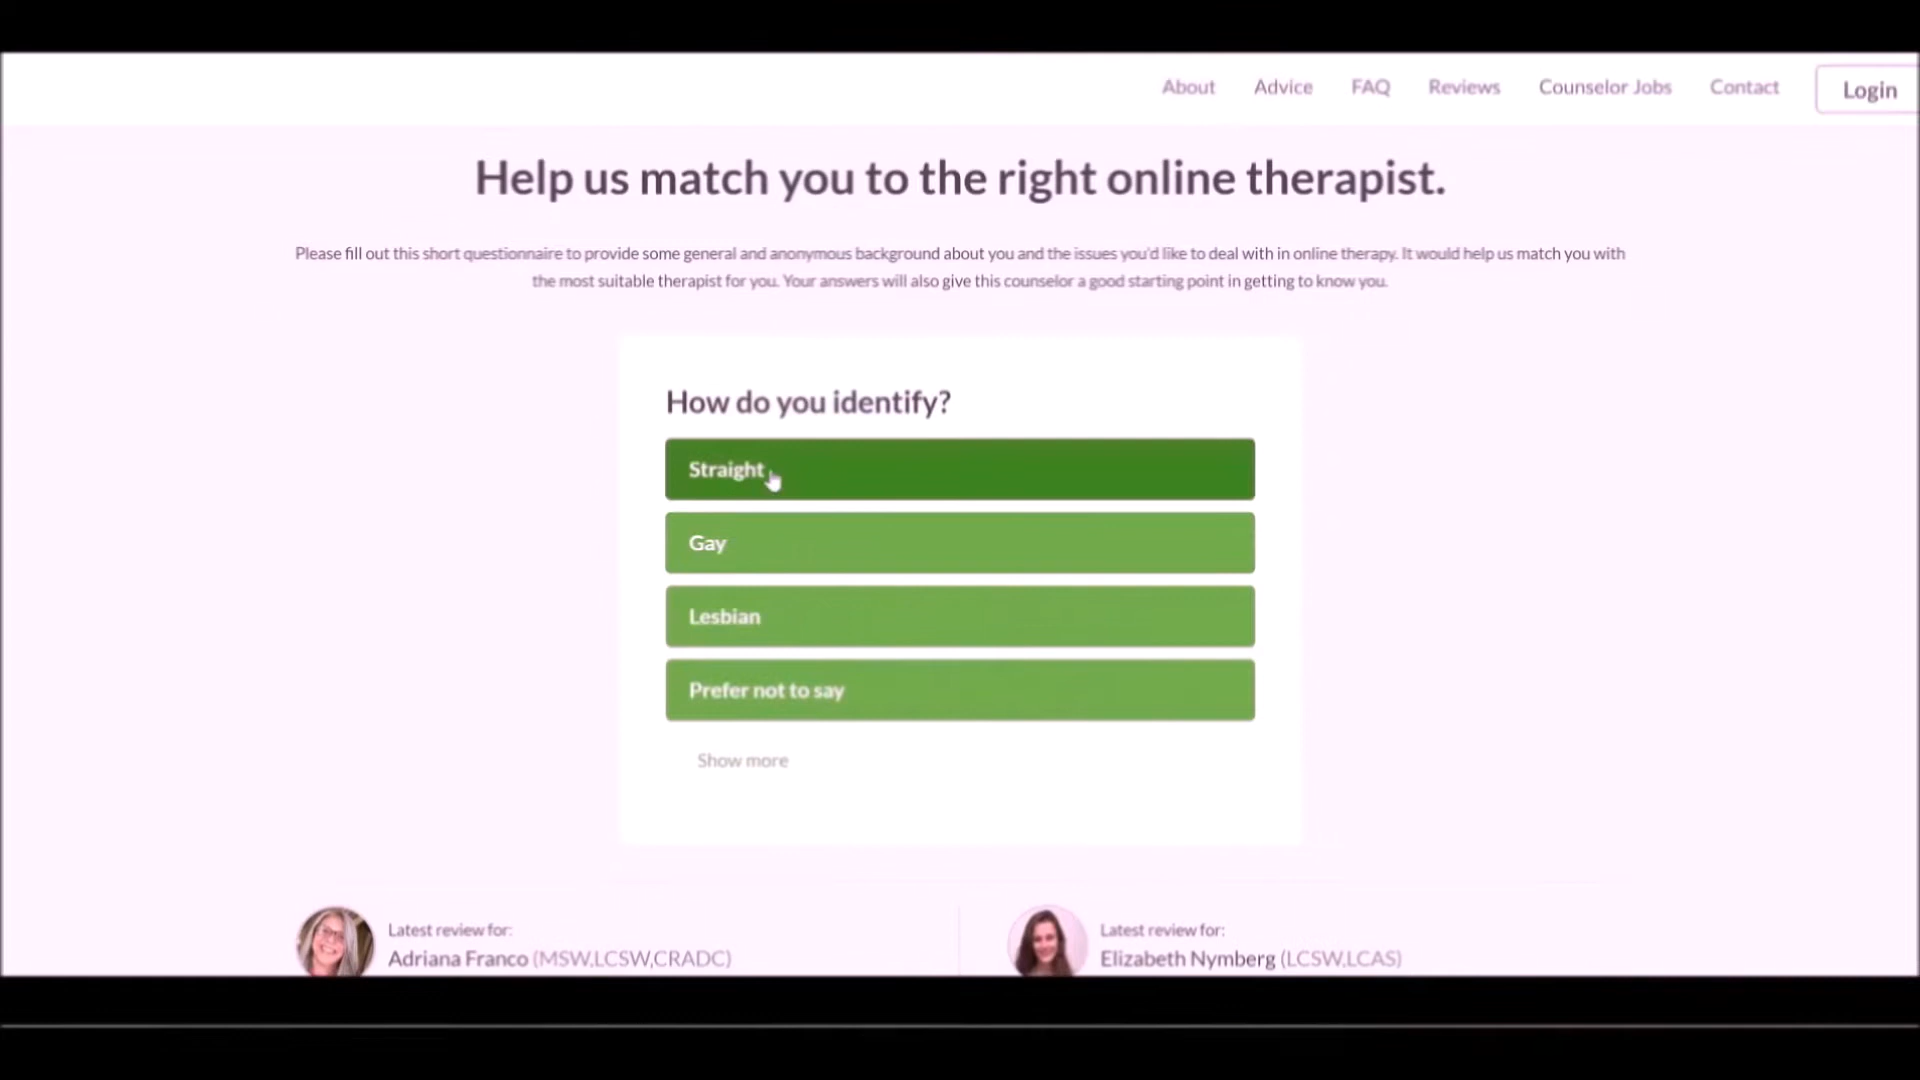 About Advice FAQ Reviews Counselor Jobs Contact Login
Help us match you to the right online therapist.
Please fill out this short questionnaire to provide some general and anonymous background about you and the issues you'd like to deal with in online therapy. It would help us match you with
the most suitable therapist for you. Your answers will also give this counselor a good starting point in getting to know you.
How do you identify?
Straight
Gay
Lesbian
Prefer not to say
Show more
Latest review for:
Adriana Franco (MSW,LCSW,CRADC)
Latest review for:
Elizabeth Nymberg (LCSW,LCAS)